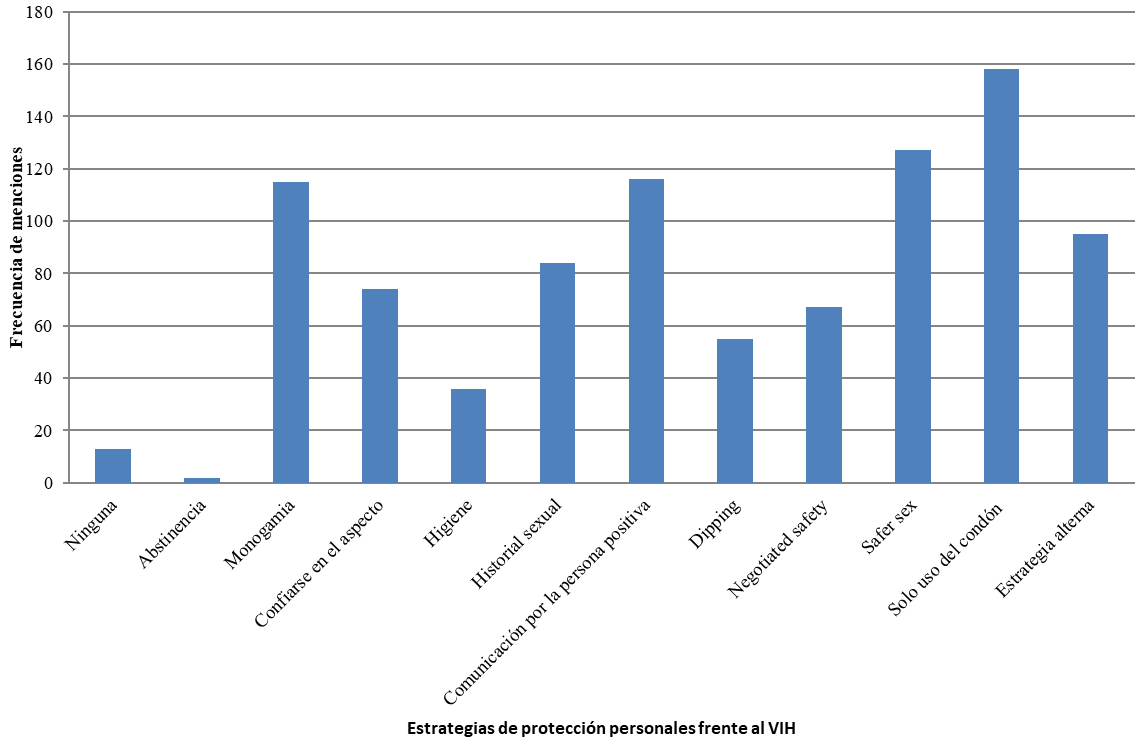 180
160
140
120
100
80
60
40
20
0
Frecuencia de menciones
Ninguna
Abstinencia
Monogamia
Confiarse en el aspecto
Higiene
Historial sexual
Comunicación por la persona positiva
Dipping
Negotiated safety
Safer sex
Solo uso del condón
Estrategia alterna
Estrategias de protección personales frente al VIH